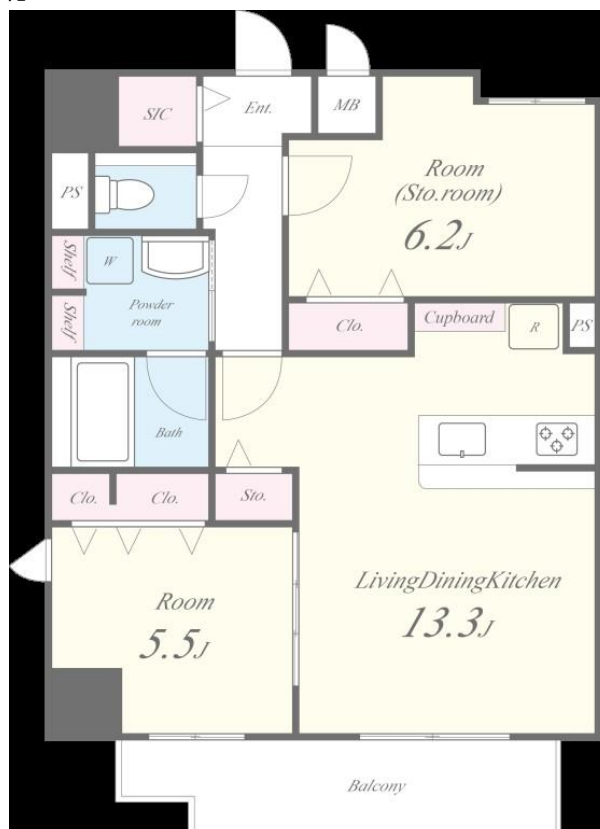 SIC
Ent.
MB
Room
(Sto.room)
6.2J
PS
Shelf
W
Shelf
Powder
room
Clo.
Cupboard
R
PS
Bath
Clo.
Clo.
Sto.
Room
5.5J
LivingDiningKitchen
13.3J
Balcony